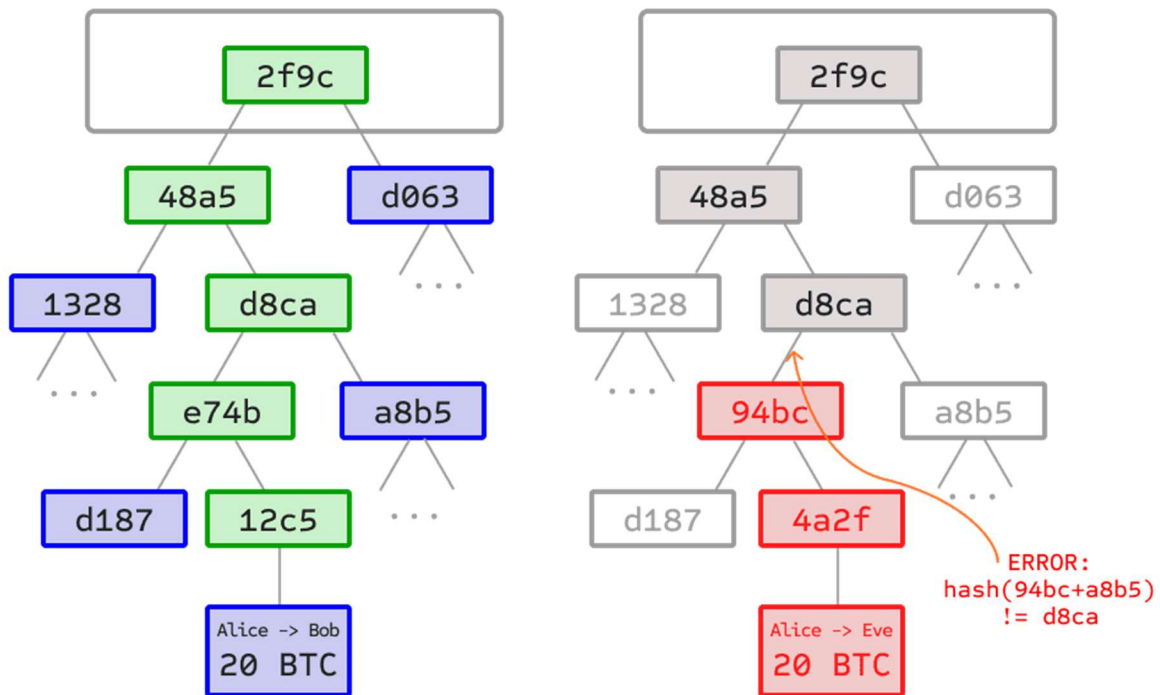 2f9c
48a5
d063
1328
d8ca
...
...
e74b
a8b5
d187
12c5
...
Alice -> Bob
20 BTC
2f9c
48a5
d063
1328
d8ca
...
...
94bc
a8b5
d187
4a2f
...
ERROR:
hash(94bc+a8b5)
!= d8ca
Alice -> Eve
20 BTC